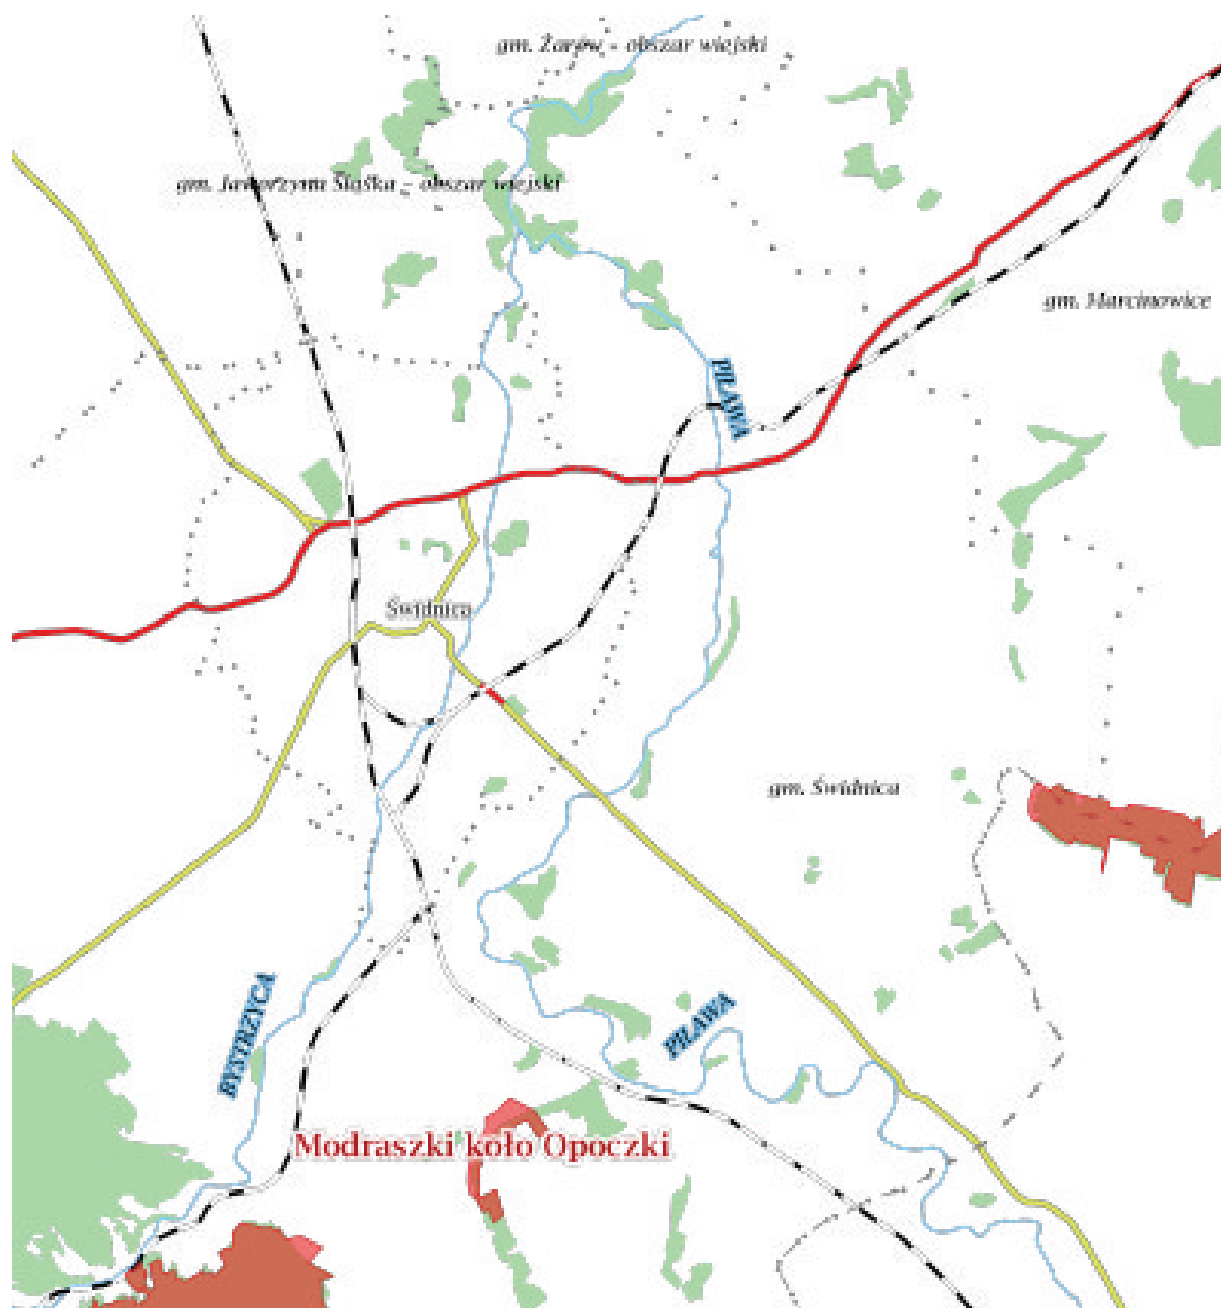 gm. Żarów - obszar wiejski
gm. Jaworzyna Śląska - obszar wiejski
gm. Marcinowice
PIŁAWA
Świdnica
gm. Świdnica
BYSTRZYCA
PIŁAWA
Modraszki koło Opoczki